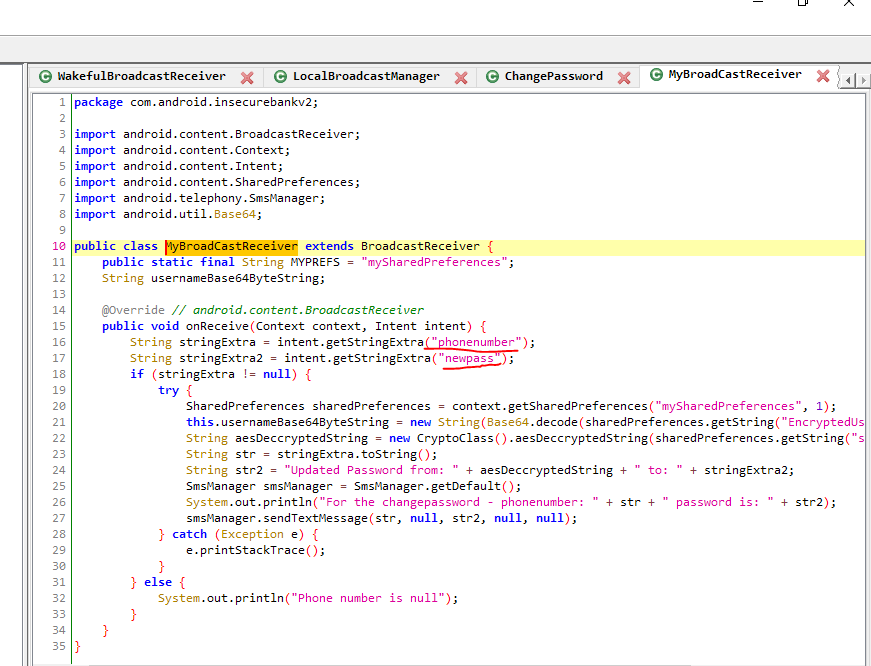 WakefulBroadcastReceiver LocalBroadcastManager ChangePassword MyBroadCastReceiver
1 package com.android.insecurebankv2;
2
3 import android.content.BroadcastReceiver;
4 import android.content.Context;
5 import android.content.Intent;
6 import android.content.SharedPreferences;
7 import android.telephony.SmsManager;
8 import android.util.Base64;
9
10 public class MyBroadCastReceiver extends BroadcastReceiver {
11 public static final String MYPREFS = "mySharedPreferences";
12 String usernameBase64ByteString;
13
14 @Override // android.content.BroadcastReceiver
15 public void onReceive(Context context, Intent intent) {
16 String stringExtra = intent.getStringExtra("phonenumber");
17 String stringExtra2 = intent.getStringExtra("newpass");
18 if (stringExtra != null) {
19 try {
20 SharedPreferences sharedPreferences = context.getSharedPreferences("mySharedPreferences", 1);
21 this.usernameBase64ByteString = new String(Base64.decode(sharedPreferences.getString("EncryptedUs
22 String aesDeccryptedString = new CryptoClass().aesDeccryptedString(sharedPreferences.getString("s
23 String str = stringExtra.toString();
24 String str2 = "Updated Password from: " + aesDeccryptedString + " to: " + stringExtra2;
25 SmsManager smsManager = SmsManager.getDefault();
26 System.out.println("For the changepassword - phonenumber: " + str + " password is: " + str2);
27 smsManager.sendTextMessage(str, null, str2, null, null);
28 } catch (Exception e) {
29 e.printStackTrace();
30 }
31 } else {
32 System.out.println("Phone number is null");
33 }
34 }
35 }